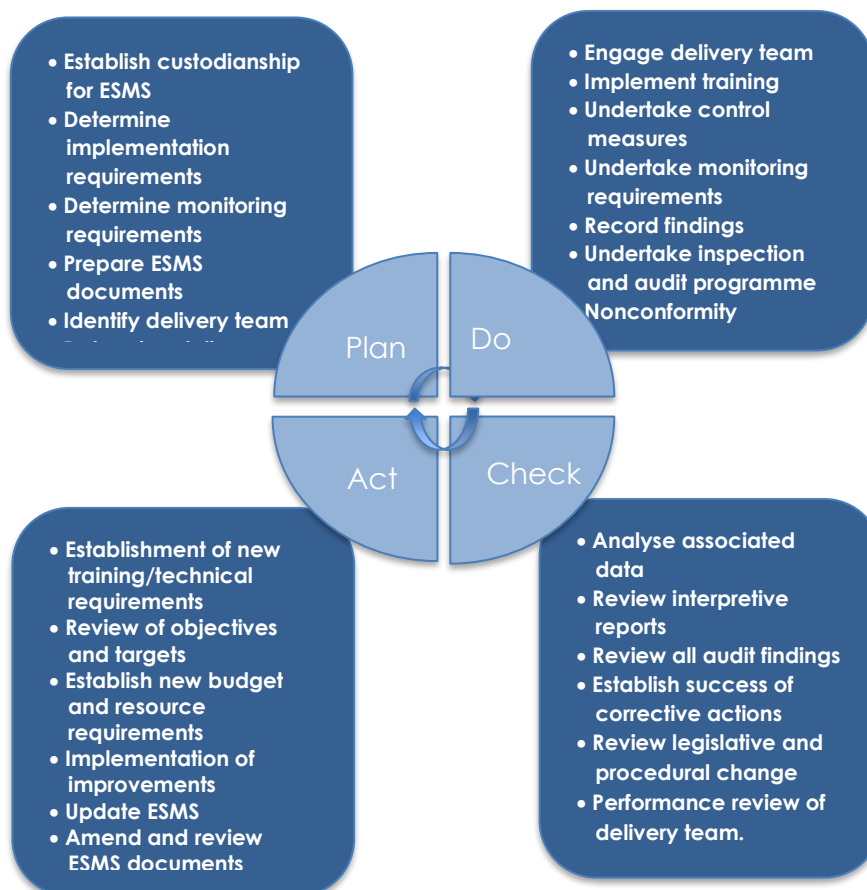 • Establish custodianship
for ESMS
• Determine
implementation
requirements
• Determine monitoring
requirements
• Prepare ESMS
documents
• Identify delivery team
• Engage delivery team
• Implement training
• Undertake control
measures
• Undertake monitoring
requirements
• Record findings
• Undertake inspection
and audit programme
Nonconformity
Plan
Do
Act
Check
• Establishment of new
training/technical
requirements
• Review of objectives
and targets
• Establish new budget
and resource
requirements
• Implementation of
improvements
• Update ESMS
• Amend and review
ESMS documents
• Analyse associated
data
• Review interpretive
reports
• Review all audit findings
• Establish success of
corrective actions
• Review legislative and
procedural change
• Performance review of
delivery team.